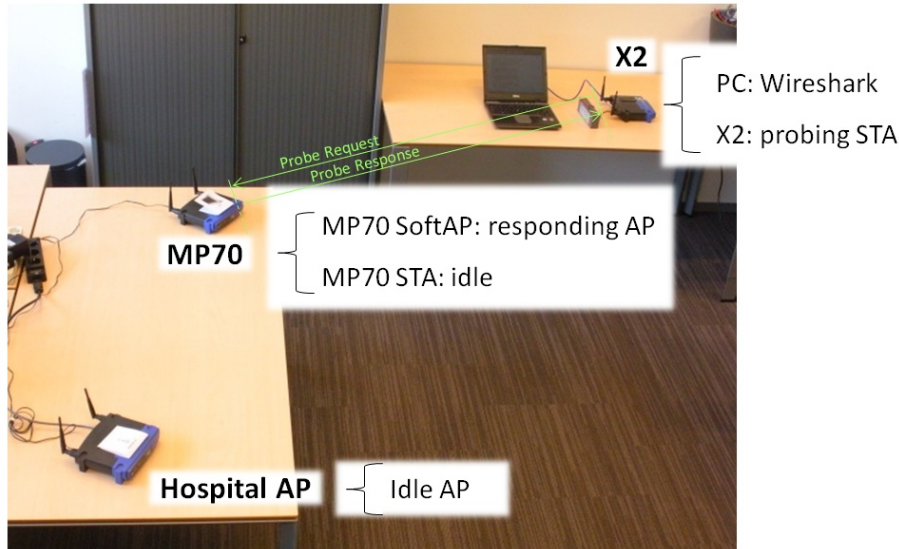 X2
PC: Wireshark
X2: probing STA
Probe Request
Probe Response
MP70 SoftAP: responding AP
MP70
MP70 STA: idle
Hospital AP
Idle AP